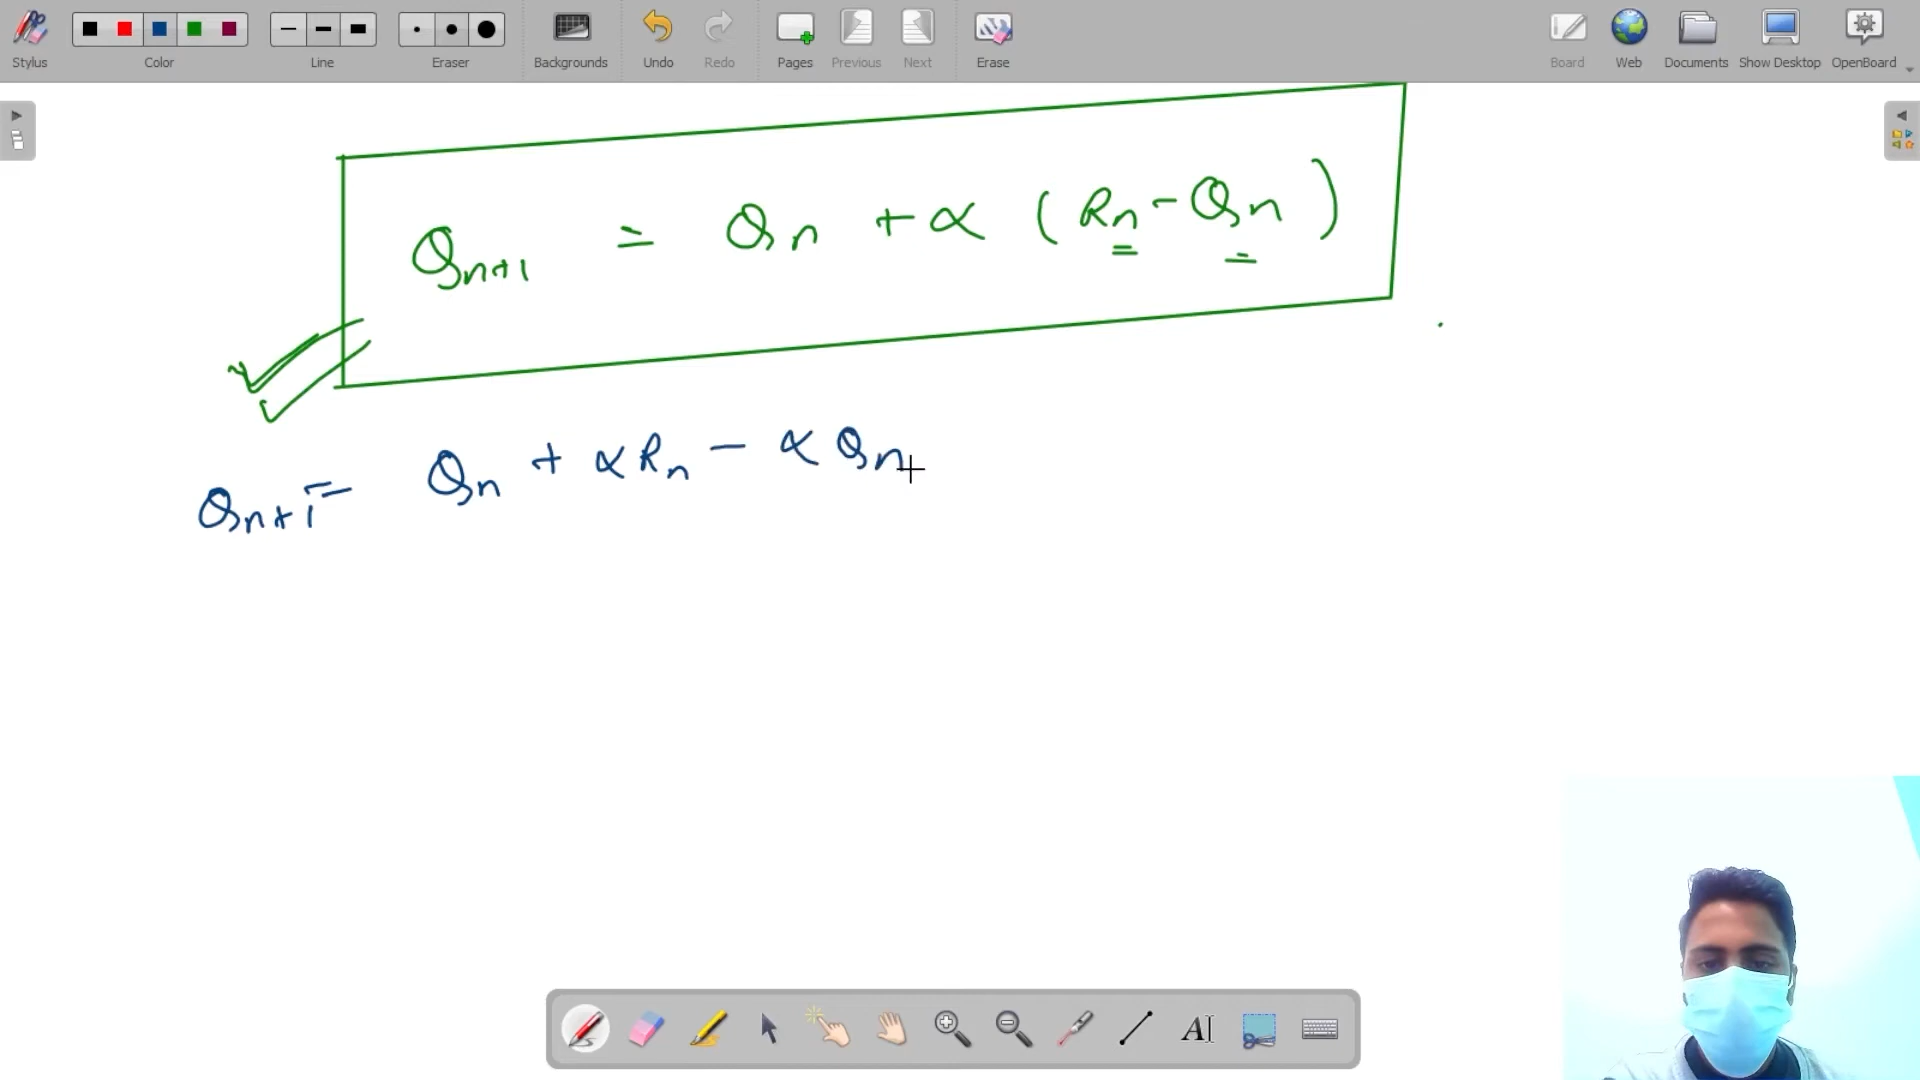 Stylus Color Line Eraser Backgrounds Undo Redo Pages Previous Next Erase Board Web Documents Show Desktop OpenBoard
Qn+1 = Qn + α (Rn - Qn)
Qn+1 = Qn + αRn - αQn
AI